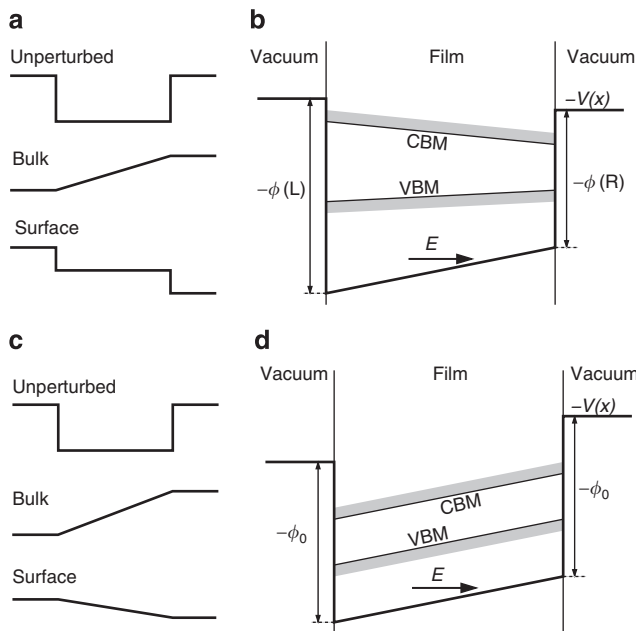 a
Unperturbed
Bulk
Surface
b
Vacuum
Film
Vacuum
−V(x)
CBM
−ϕ (L)
VBM
−ϕ (R)
E
c
Unperturbed
Bulk
Surface
d
Vacuum
Film
Vacuum
−V(x)
CBM
−ϕ₀
VBM
−ϕ₀
E